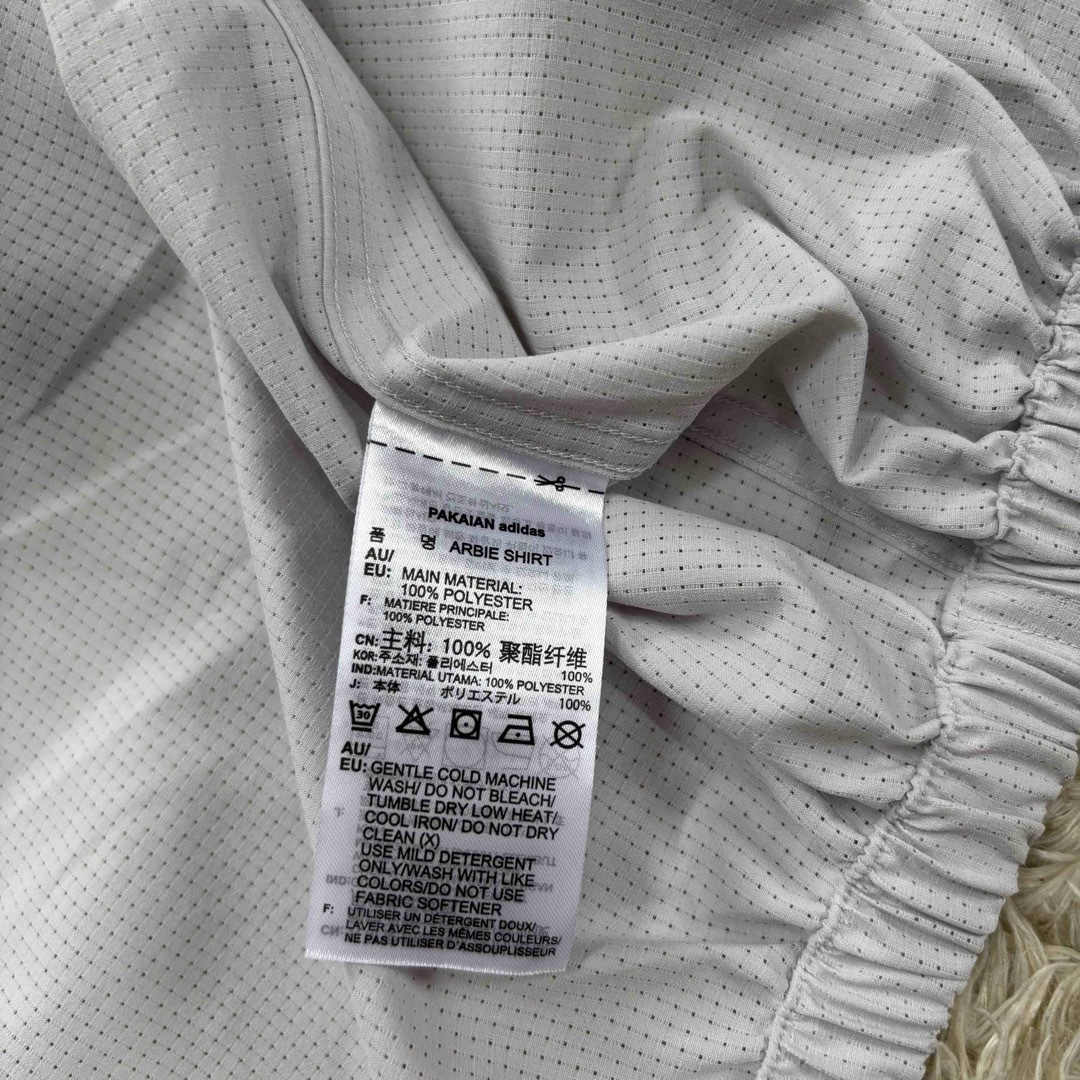 PAKAIAN adidas
품 명 ARBIE SHIRT
AU/
EU: MAIN MATERIAL:
100% POLYESTER
F: MATIERE PRINCIPALE:
100% POLYESTER
CN: 主料: 100% 聚酯纤维
KOR: 주소재: 폴리에스터 100%
IND: MATERIAL UTAMA: 100% POLYESTER
J: 本体 ポリエステル 100%
30
AU/
EU: GENTLE COLD MACHINE
WASH/ DO NOT BLEACH/
TUMBLE DRY LOW HEAT/
COOL IRON/ DO NOT DRY
CLEAN (X)
USE MILD DETERGENT
ONLY/WASH WITH LIKE
COLORS/DO NOT USE
FABRIC SOFTENER
F: UTILISER UN DÉTERGENT DOUX/
LAVER AVEC LES MÊMES COULEURS/
NE PAS UTILISER D'ASSOUPLISSEUR